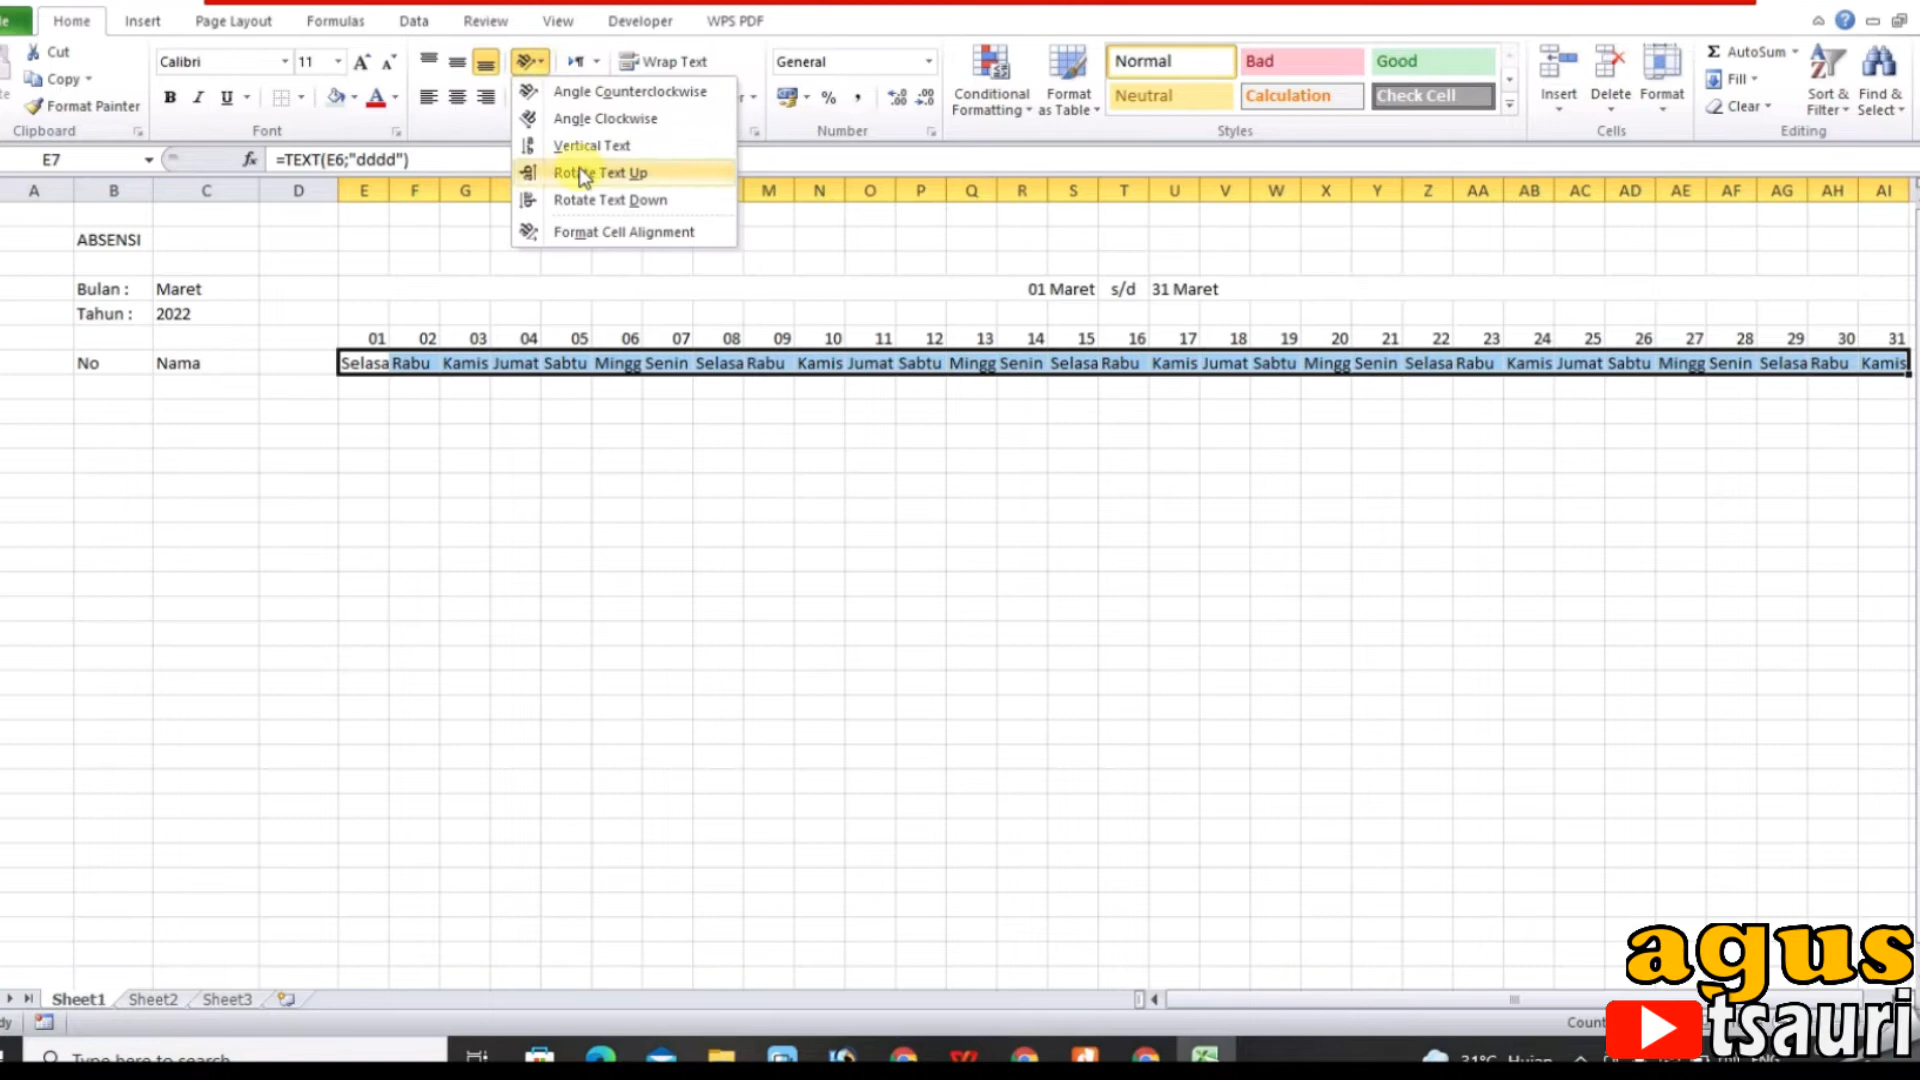 Home Insert Page Layout Formulas Data Review View Developer WPS PDF
Cut
Copy
Format Painter
Clipboard
Calibri 11
B I U
Font
Wrap Text
General
% ,
Number
Conditional Formatting
Format as Table
Normal Bad Good
Neutral Calculation Check Cell
Styles
Insert Delete Format
Cells
Σ AutoSum
Fill
Clear
Sort & Filter
Find & Select
Editing
Angle Counterclockwise
Angle Clockwise
Vertical Text
Rotate Text Up
Rotate Text Down
Format Cell Alignment
E7 fx =TEXT(E6;"dddd")
A B C D E F G M N O P Q R S T U V W X Y Z AA AB AC AD AE AF AG AH AI
ABSENSI
Bulan : Maret 01 Maret s/d 31 Maret
Tahun : 2022
01 02 03 04 05 06 07 08 09 10 11 12 13 14 15 16 17 18 19 20 21 22 23 24 25 26 27 28 29 30 31
No Nama Selasa Rabu Kamis Jumat Sabtu Mingg Senin Selasa Rabu Kamis Jumat Sabtu Mingg Senin Selasa Rabu Kamis Jumat Sabtu Mingg Senin Selasa Rabu Kamis Jumat Sabtu Mingg Senin Selasa Rabu Kamis
Sheet1 Sheet2 Sheet3
Count
Type here to search
31°C Hujan
ENG
agus
tsauri